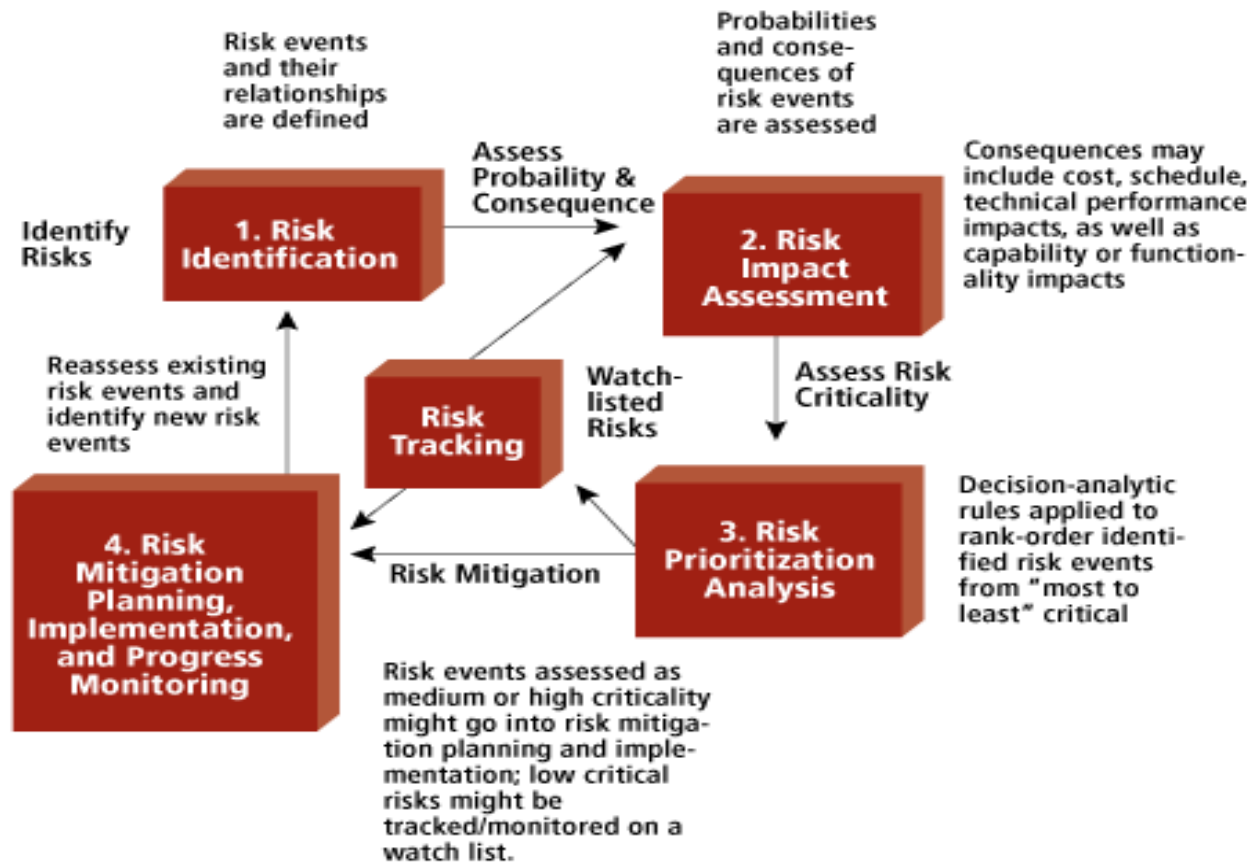 Risk events
and their
relationships
are defined
Probabilities
and conse-
quences of
risk events
are assessed
Identify
Risks
1. Risk
Identification
Assess
Probaility &
Consequence
2. Risk
Impact
Assessment
Consequences may
include cost, schedule,
technical performance
impacts, as well as
capability or function-
ality impacts
Reassess existing
risk events and
identify new risk
events
Risk
Tracking
Watch-
listed
Risks
Assess Risk
Criticality
4. Risk
Mitigation
Planning,
Implementation,
and Progress
Monitoring
Risk Mitigation
3. Risk
Prioritization
Analysis
Decision-analytic
rules applied to
rank-order identi-
fied risk events
from "most to
least" critical
Risk events assessed as
medium or high criticality
might go into risk mitiga-
tion planning and imple-
mentation; low critical
risks might be
tracked/monitored on a
watch list.